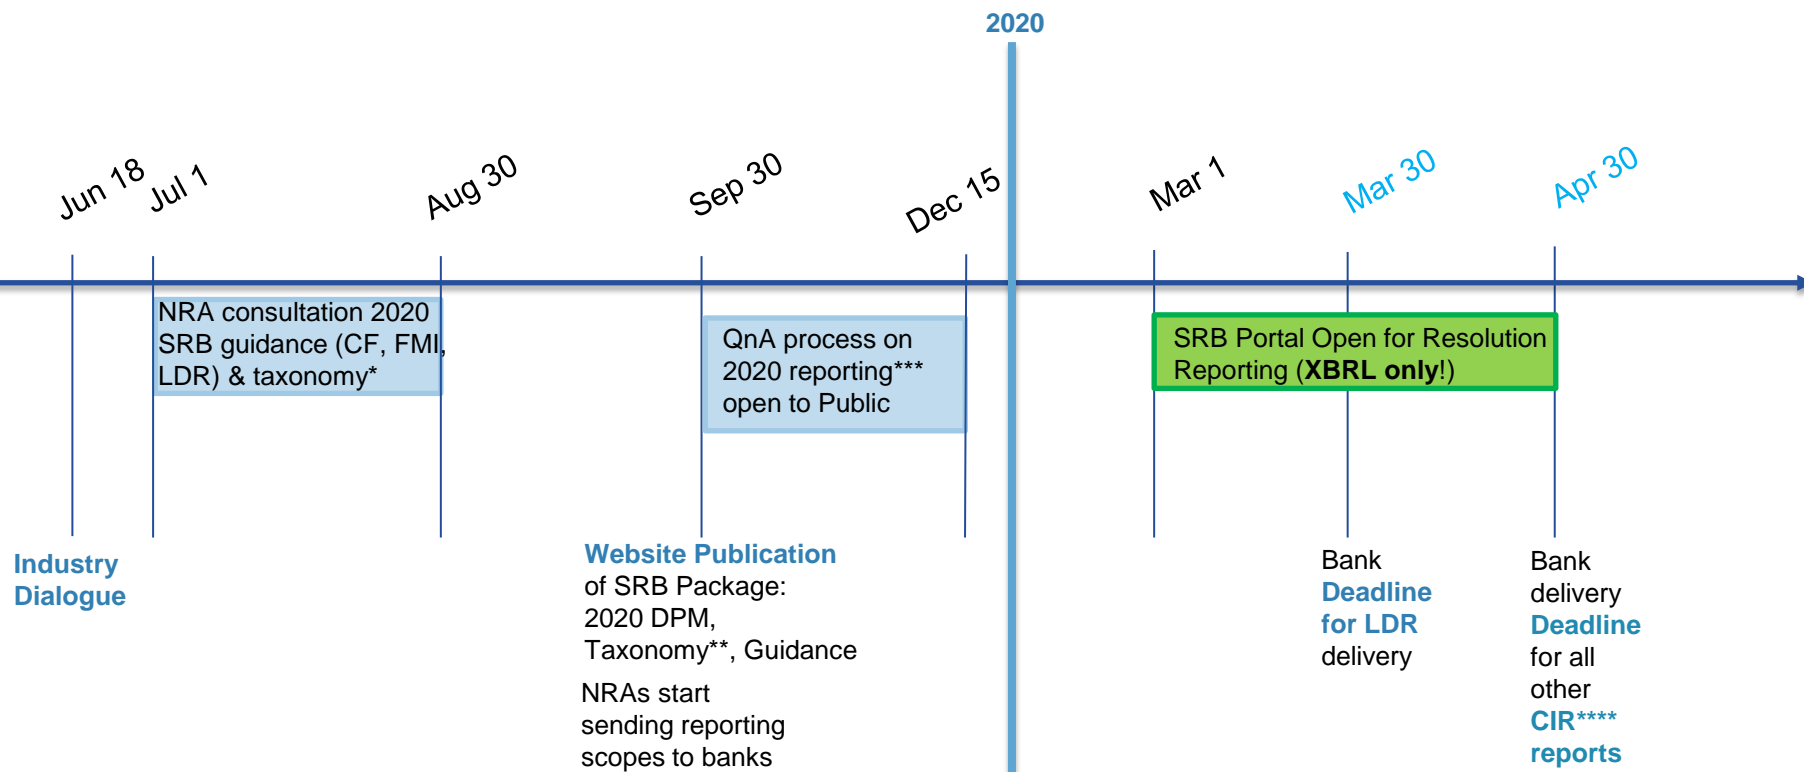 2020
Jun 18
Jul 1
Aug 30
Sep 30
Dec 15
Mar 1
Mar 30
Apr 30
NRA consultation 2020
SRB guidance (CF, FMI,
LDR) & taxonomy*
QnA process on
2020 reporting***
open to Public
SRB Portal Open for Resolution
Reporting (XBRL only!)
Industry
Dialogue
Website Publication
of SRB Package:
2020 DPM,
Taxonomy**, Guidance
NRAs start
sending reporting
scopes to banks
Bank
Deadline
for LDR
delivery
Bank
delivery
Deadline
for all
other
CIR****
reports